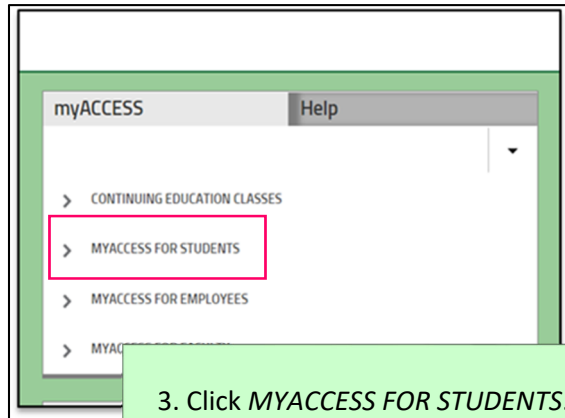 myACCESS
Help
CONTINUING EDUCATION CLASSES
MYACCESS FOR STUDENTS
MYACCESS FOR EMPLOYEES
3. Click MYACCESS FOR STUDENTS.